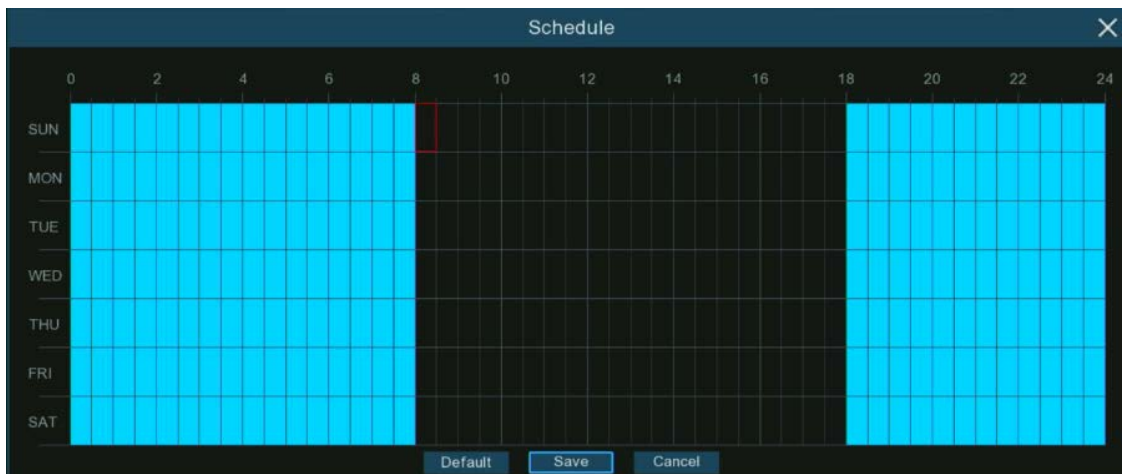 Schedule
0 2 4 6 8 10 12 14 16 18 20 22 24
SUN
MON
TUE
WED
THU
FRI
SAT
Default Save Cancel